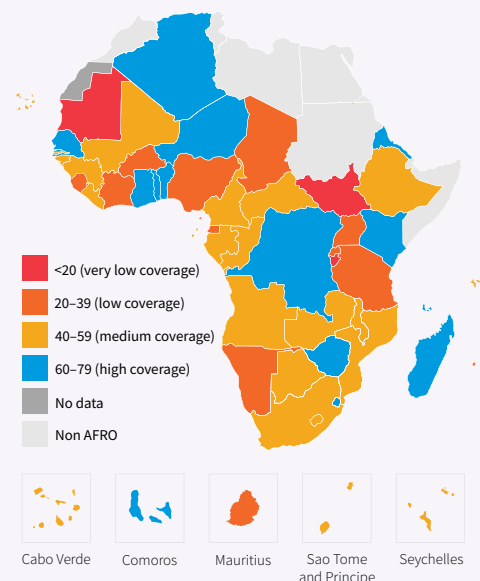 <20 (very low coverage)
20–39 (low coverage)
40–59 (medium coverage)
60–79 (high coverage)
No data
Non AFRO
Cabo Verde
Comoros
Mauritius
Sao Tome
and Principe
Seychelles